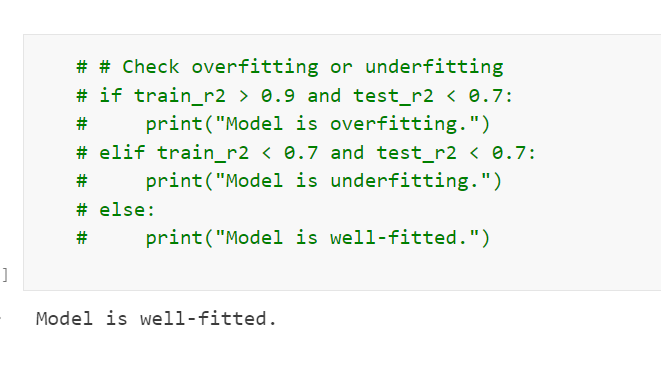 # # Check overfitting or underfitting
# if train_r2 > 0.9 and test_r2 < 0.7:
#     print("Model is overfitting.")
# elif train_r2 < 0.7 and test_r2 < 0.7:
#     print("Model is underfitting.")
# else:
#     print("Model is well-fitted.")
]
Model is well-fitted.